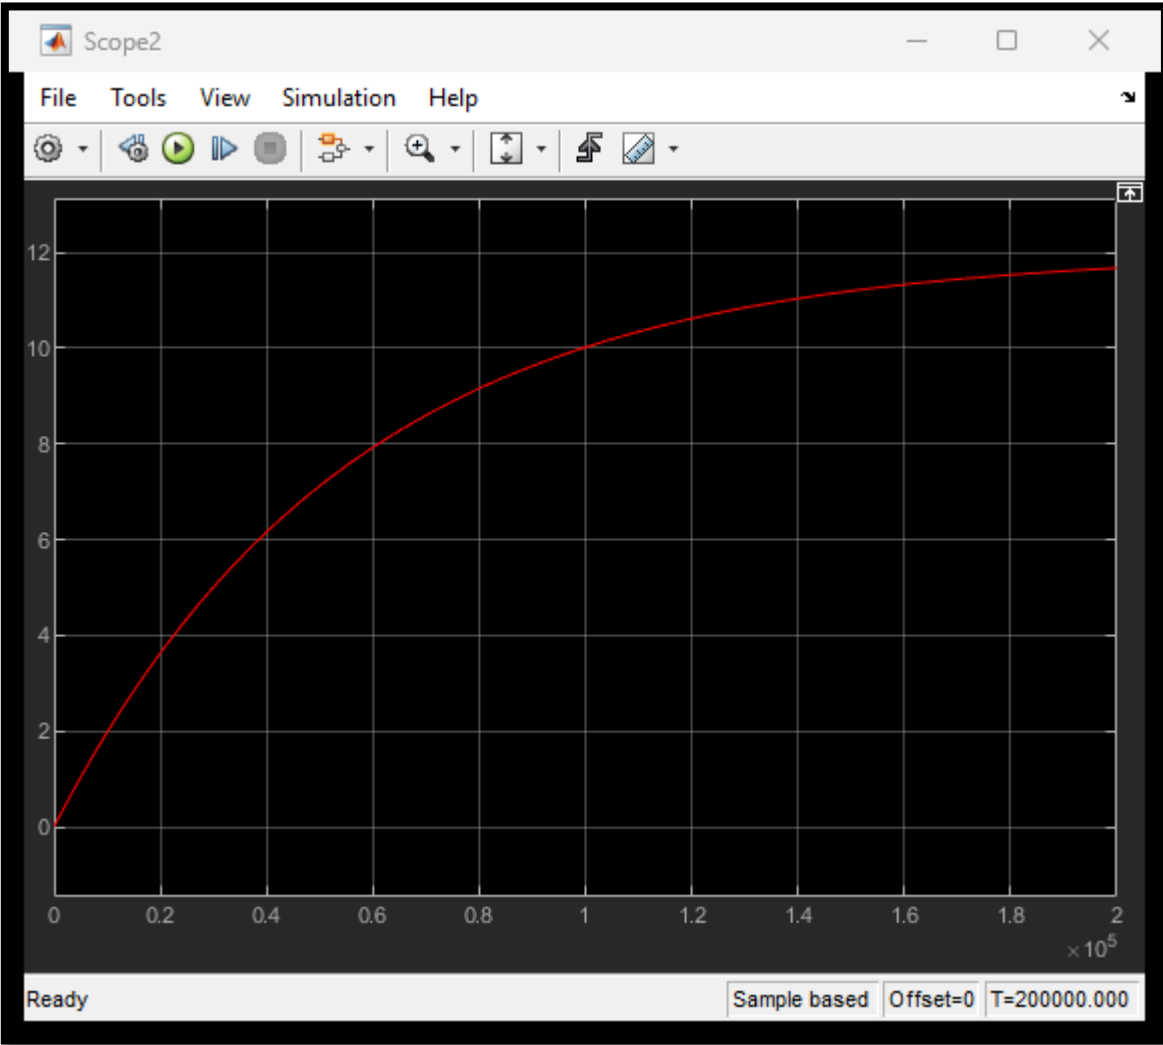 Scope2
File Tools View Simulation Help
12
10
8
6
4
2
0
0 0.2 0.4 0.6 0.8 1 1.2 1.4 1.6 1.8 2
×10⁵
Ready Sample based Offset=0 T=200000.000